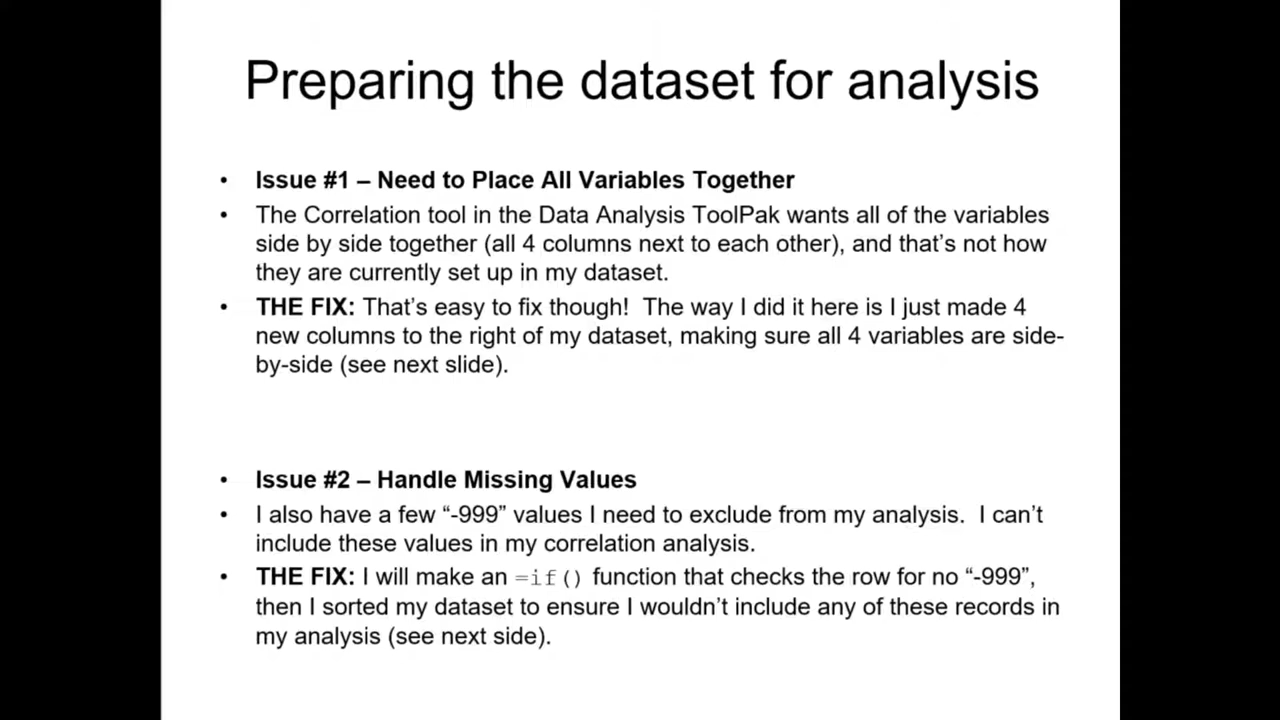 Preparing the dataset for analysis
• Issue #1 – Need to Place All Variables Together
• The Correlation tool in the Data Analysis ToolPak wants all of the variables
side by side together (all 4 columns next to each other), and that’s not how
they are currently set up in my dataset.
• THE FIX: That’s easy to fix though!  The way I did it here is I just made 4
new columns to the right of my dataset, making sure all 4 variables are side-
by-side (see next slide).
• Issue #2 – Handle Missing Values
• I also have a few “-999” values I need to exclude from my analysis.  I can’t
include these values in my correlation analysis.
• THE FIX: I will make an =if() function that checks the row for no “-999”,
then I sorted my dataset to ensure I wouldn’t include any of these records in
my analysis (see next side).